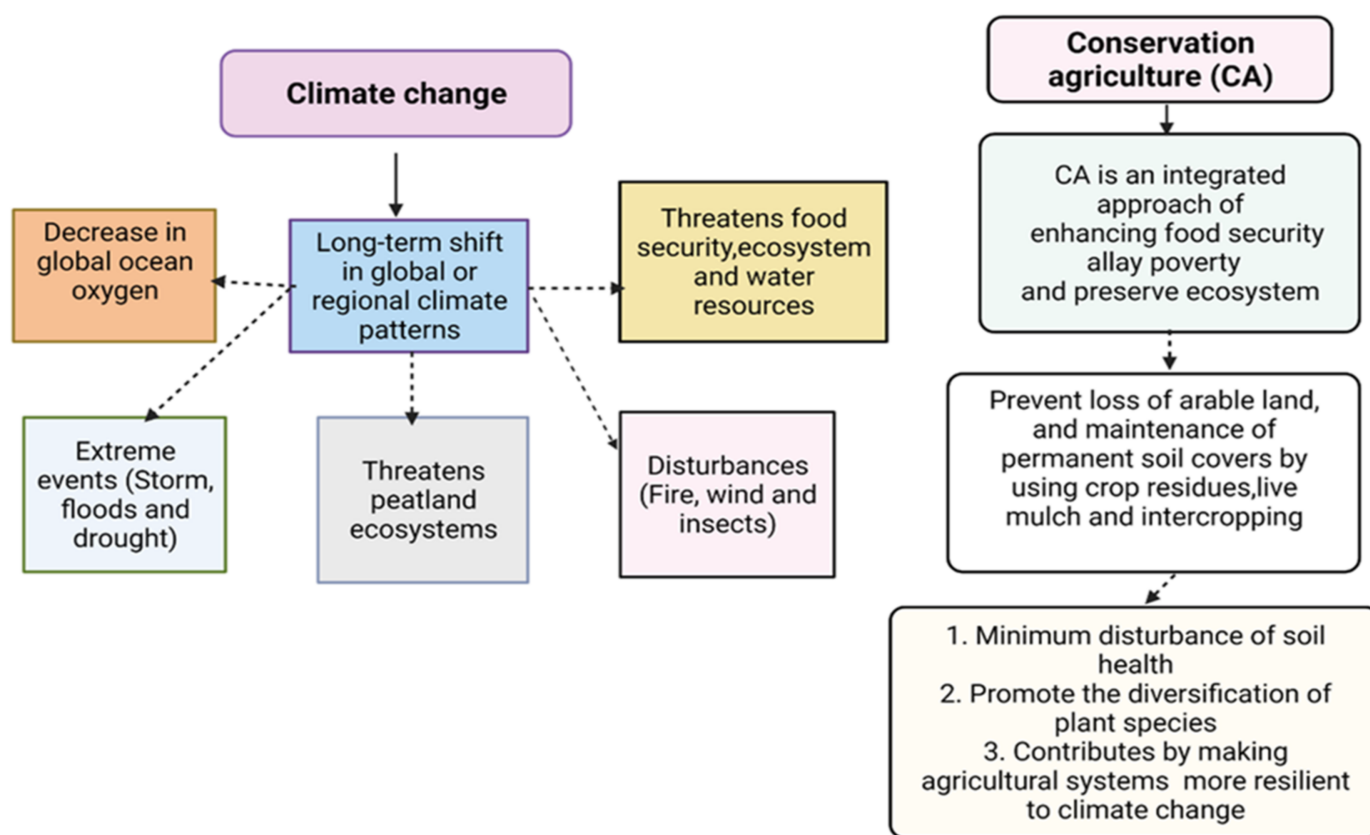 Climate change
Decrease in
global ocean
oxygen
Long-term shift
in global or
regional climate
patterns
Threatens food
security,ecosystem
and water
resources
Extreme
events (Storm,
floods and
drought)
Threatens
peatland
ecosystems
Disturbances
(Fire, wind and
insects)
Conservation
agriculture (CA)
CA is an integrated
approach of
enhancing food security
allay poverty
and preserve ecosystem
Prevent loss of arable land,
and maintenance of
permanent soil covers by
using crop residues,live
mulch and intercropping
1. Minimum disturbance of soil
health
2. Promote the diversification of
plant species
3. Contributes by making
agricultural systems more resilient
to climate change